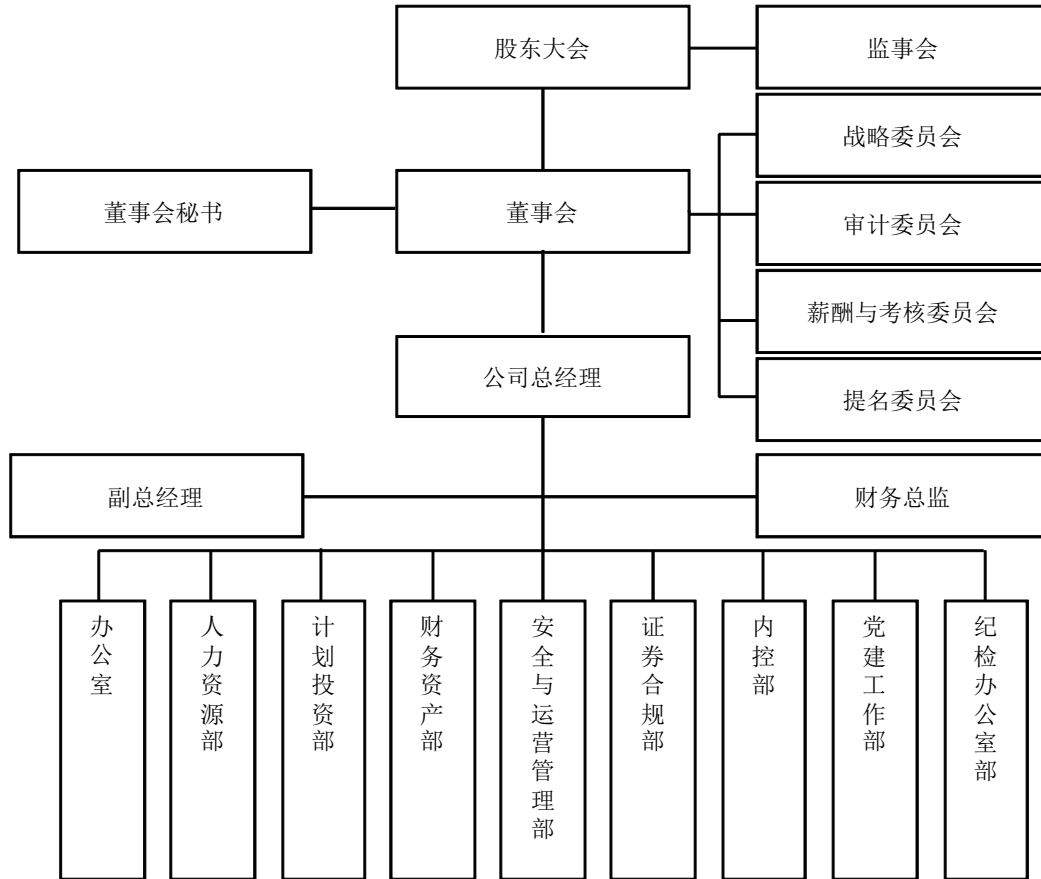 股东大会
监事会
战略委员会
董事会秘书
董事会
审计委员会
薪酬与考核委员会
公司总经理
提名委员会
副总经理
财务总监
办公室
人力资源部
计划投资部
财务资产部
安全与运营管理部
证券合规部
内控部
党建工作部
纪检办公室部